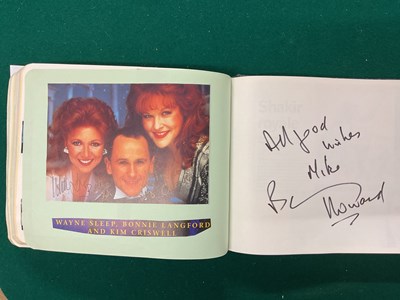 WAYNE SLEEP, BONNIE LANGFORD
AND KIM CRISWELL
All good
wishes
Mike
Howard